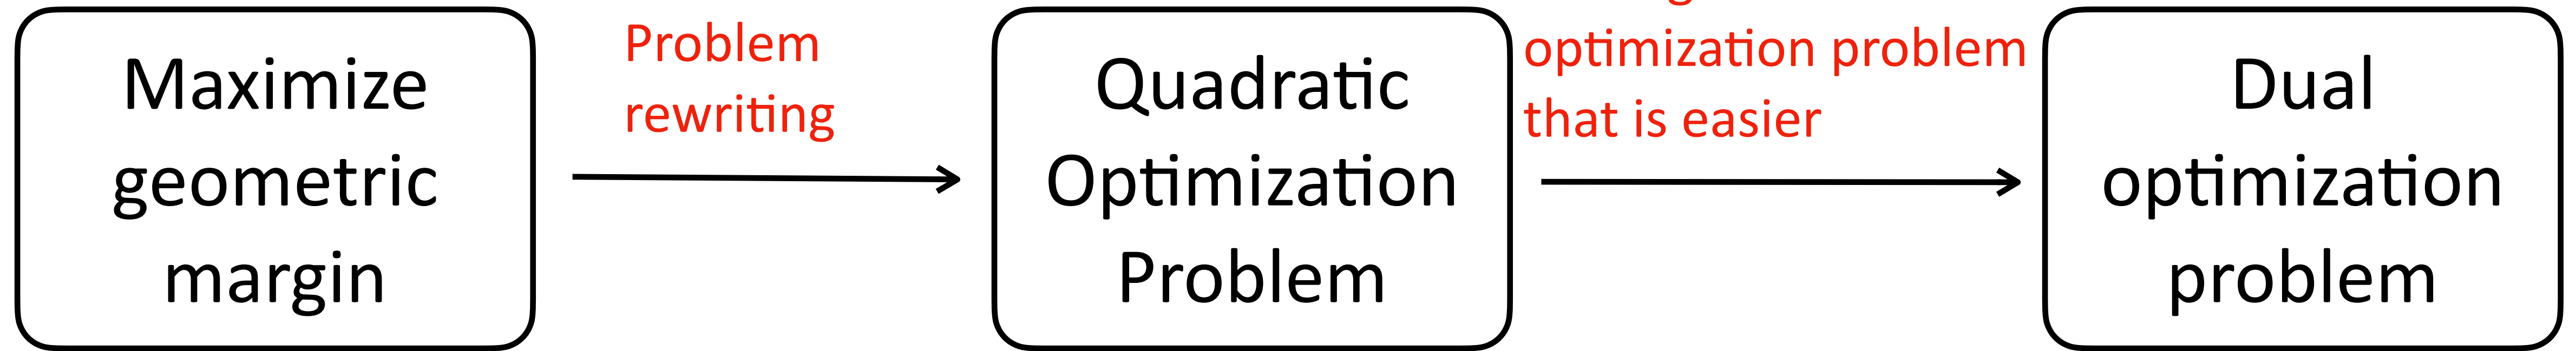 Maximize
geometric
margin
Problem
rewriting
Quadratic
Optimization
Problem
optimization problem
that is easier
Dual
optimization
problem